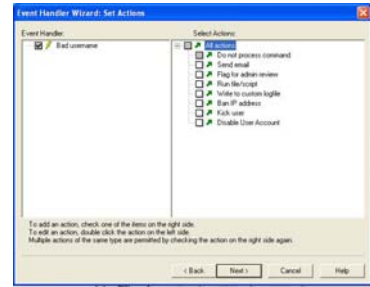 Event Handler Wizard: Set Actions
Event Handler:
Select Actions:
Bad username
All actions
Do not process command
Send email
Flag for admin review
Run file/script
Write to custom logfile
Ban IP address
Kick user
Disable User Account
To add an action, check one of the items on the right side.
To edit an action, double click the action on the left side.
Multiple actions of the same type are permitted by checking the action on the right side again.
< Back
Next >
Cancel
Help